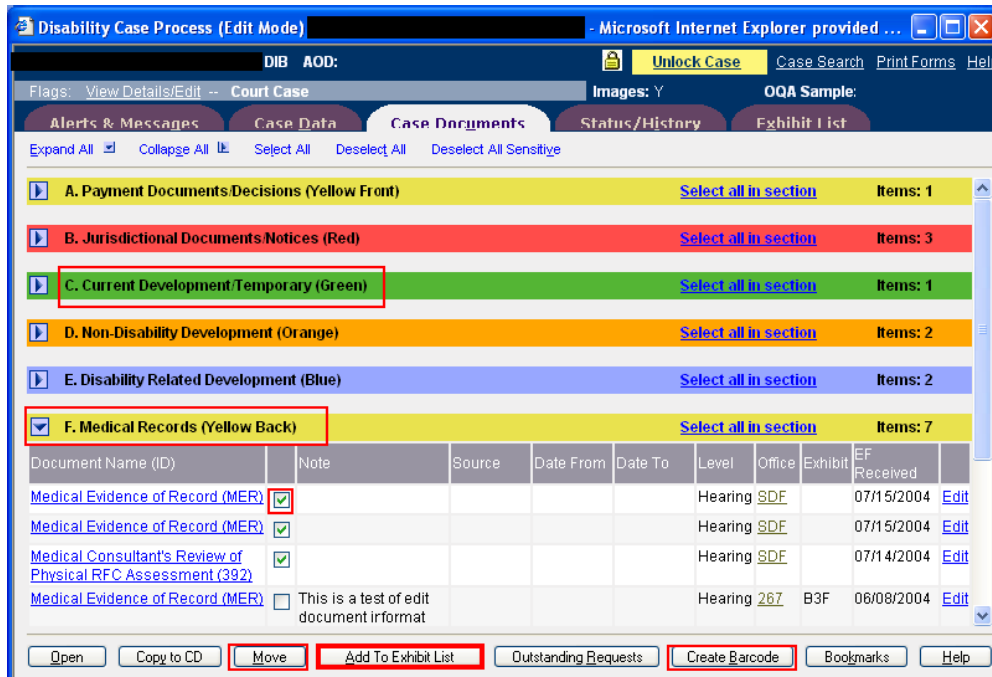 Disability Case Process (Edit Mode) - Microsoft Internet Explorer provided ...
DIB AOD: Unlock Case Case Search Print Forms Hel
Flags: View Details/Edit -- Court Case Images: Y OQA Sample:
Alerts & Messages Case Data Case Documents Status/History Exhibit List
Expand All Collapse All Select All Deselect All Deselect All Sensitive
A. Payment Documents/Decisions (Yellow Front) Select all in section Items: 1
B. Jurisdictional Documents/Notices (Red) Select all in section Items: 3
C. Current Development/Temporary (Green) Select all in section Items: 1
D. Non-Disability Development (Orange) Select all in section Items: 2
E. Disability Related Development (Blue) Select all in section Items: 2
F. Medical Records (Yellow Back) Select all in section Items: 7
Document Name (ID) Note Source Date From Date To Level Office Exhibit EF Received
Medical Evidence of Record (MER) Hearing SDF 07/15/2004 Edit
Medical Evidence of Record (MER) Hearing SDF 07/15/2004 Edit
Medical Consultant's Review of Hearing SDF 07/14/2004 Edit
Physical RFC Assessment (392)
Medical Evidence of Record (MER) This is a test of edit Hearing 267 B3F 06/08/2004 Edit
document irformat
Open Copy to CD Move Add To Exhibit List Outstanding Requests Create Barcode Bookmarks Help